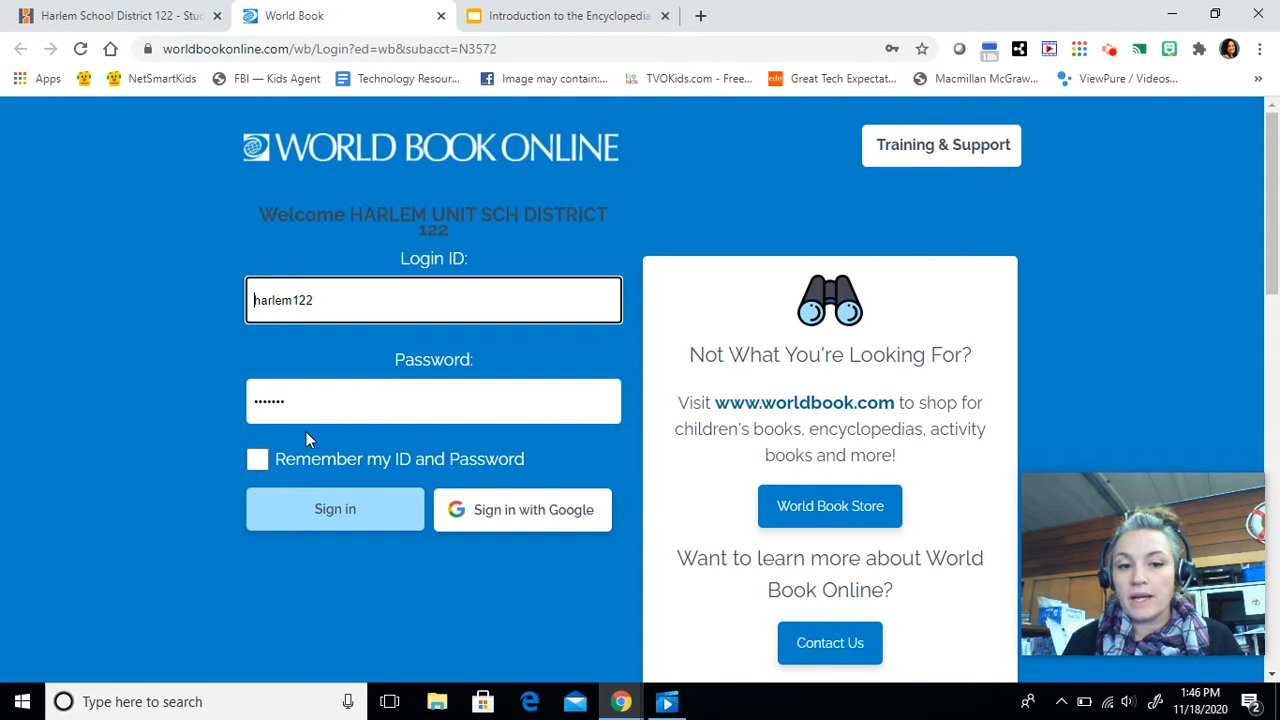 Harlem School District 122 - Stud
World Book
Introduction to the Encyclopedia
worldbookonline.com/wb/Login?ed=wb&subacct=N3572
18h
Apps
NetSmartKids
FBI — Kids Agent
Technology Resour...
Image may contain:...
TVOKids.com - Free...
Great Tech Expectat...
Macmillan McGraw...
ViewPure / Videos...
»
WORLD BOOK ONLINE
Training & Support
Welcome HARLEM UNIT SCH DISTRICT
122
Login ID:
harlem122
Password:
•••••••
Remember my ID and Password
Sign in
Sign in with Google
Not What You're Looking For?
Visit www.worldbook.com to shop for
children's books, encyclopedias, activity
books and more!
World Book Store
Want to learn more about World
Book Online?
Contact Us
Type here to search
1:46 PM
11/18/2020
2